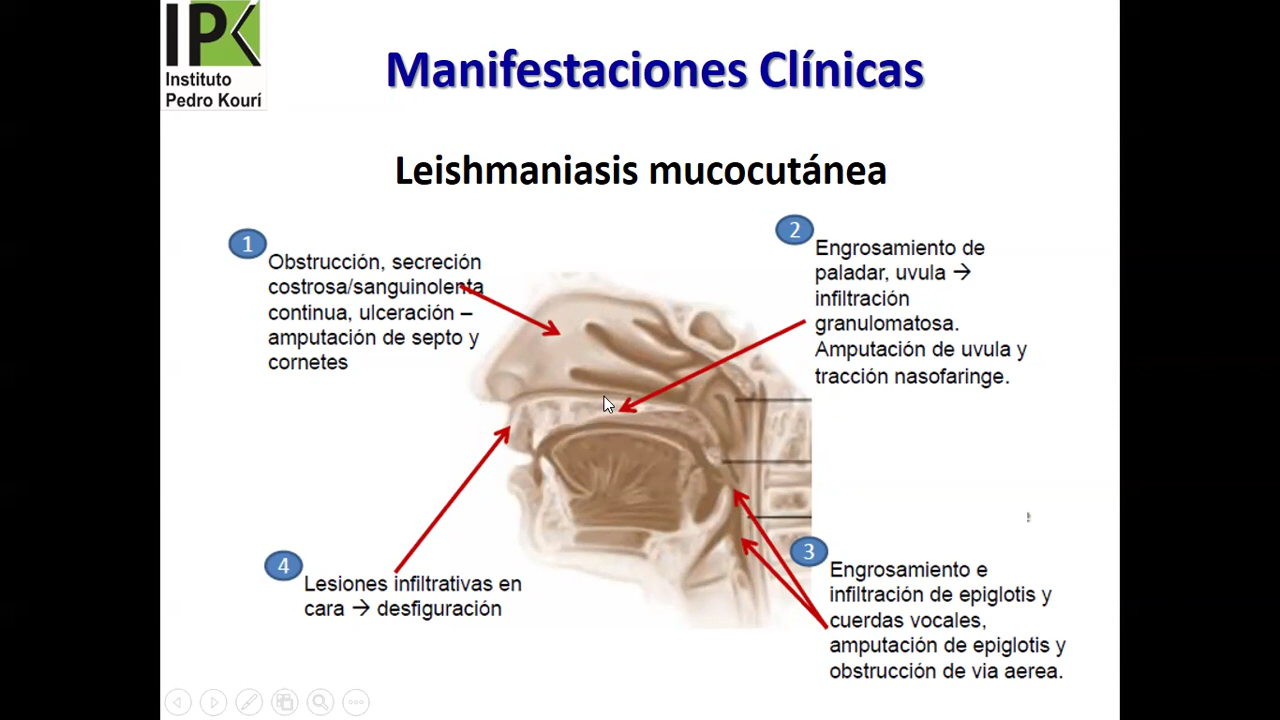 IPK
Instituto
Pedro Kourí
Manifestaciones Clínicas
Leishmaniasis mucocutánea
1
Obstrucción, secreción
costrosa/sanguinolenta
continua, ulceración –
amputación de septo y
cornetes
2
Engrosamiento de
paladar, uvula →
infiltración
granulomatosa.
Amputación de uvula y
tracción nasofaringe.
3
Engrosamiento e
infiltración de epiglotis y
cuerdas vocales,
amputación de epiglotis y
obstrucción de via aerea.
4
Lesiones infiltrativas en
cara → desfiguración